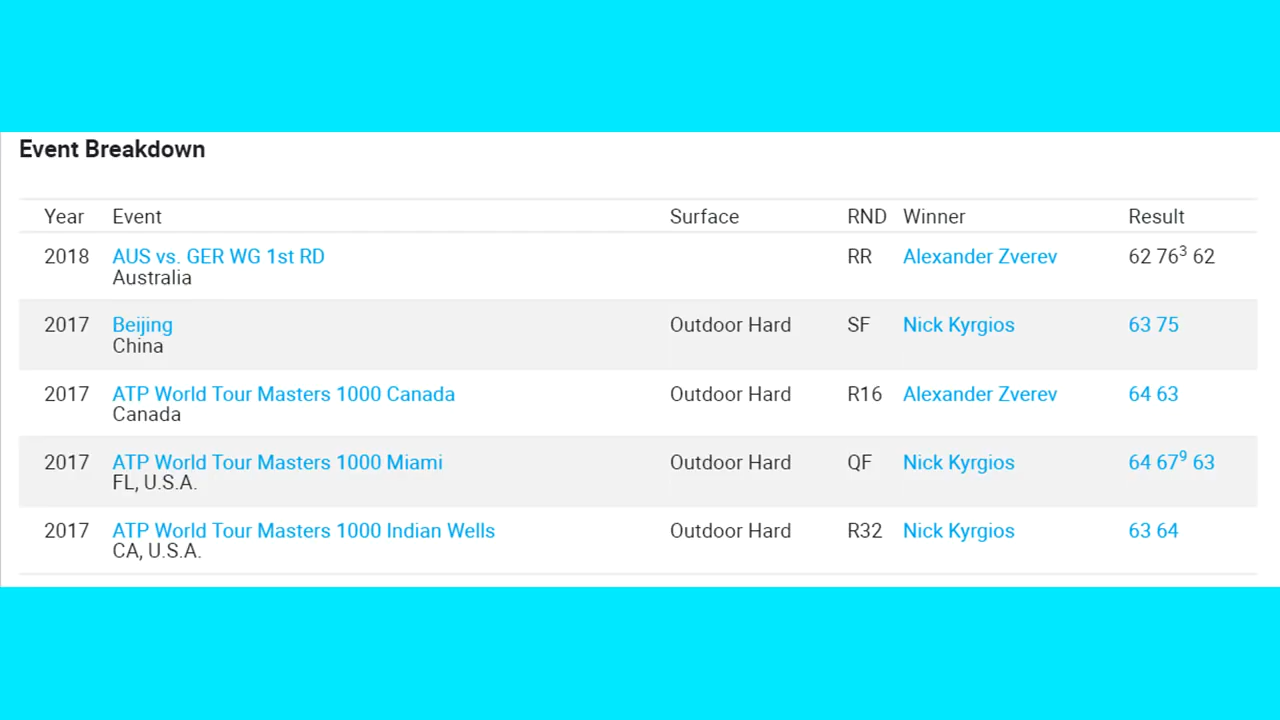 Event Breakdown
Year Event Surface RND Winner Result
2018 AUS vs. GER WG 1st RD RR Alexander Zverev 62 76³ 62
Australia
2017 Beijing Outdoor Hard SF Nick Kyrgios 63 75
China
2017 ATP World Tour Masters 1000 Canada Outdoor Hard R16 Alexander Zverev 64 63
Canada
2017 ATP World Tour Masters 1000 Miami Outdoor Hard QF Nick Kyrgios 64 67⁹ 63
FL, U.S.A.
2017 ATP World Tour Masters 1000 Indian Wells Outdoor Hard R32 Nick Kyrgios 63 64
CA, U.S.A.